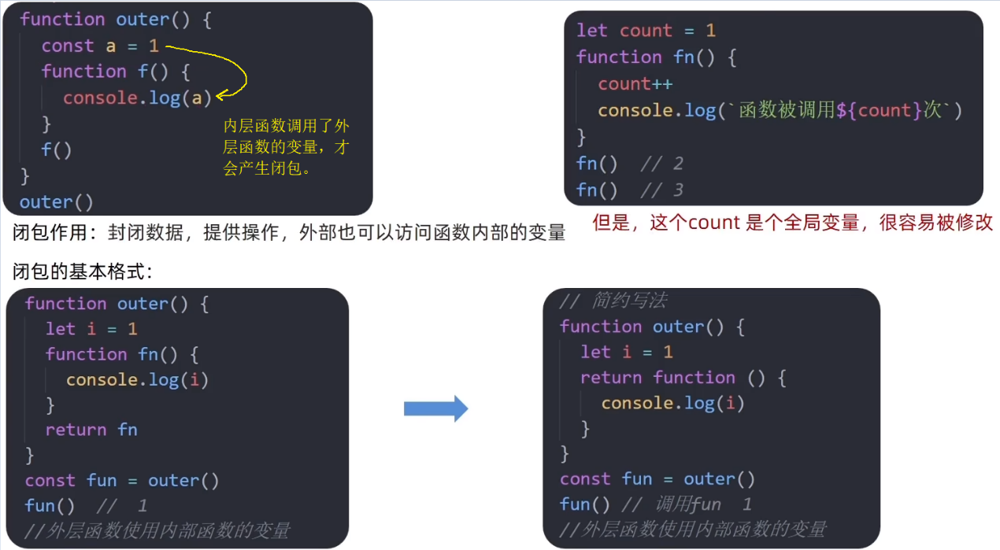 function outer() {
const a = 1
function f() {
console.log(a)
}
f()
}
outer()
内层函数调用了外
层函数的变量，才
会产生闭包。
let count = 1
function fn() {
count++
console.log(`函数被调用${count}次`)
}
fn() // 2
fn() // 3
闭包作用：封闭数据，提供操作，外部也可以访问函数内部的变量
但是，这个count 是个全局变量，很容易被修改
闭包的基本格式：
function outer() {
let i = 1
function fn() {
console.log(i)
}
return fn
}
const fun = outer()
fun() // 1
//外层函数使用内部函数的变量
// 简约写法
function outer() {
let i = 1
return function () {
console.log(i)
}
}
const fun = outer()
fun() // 调用fun 1
//外层函数使用内部函数的变量